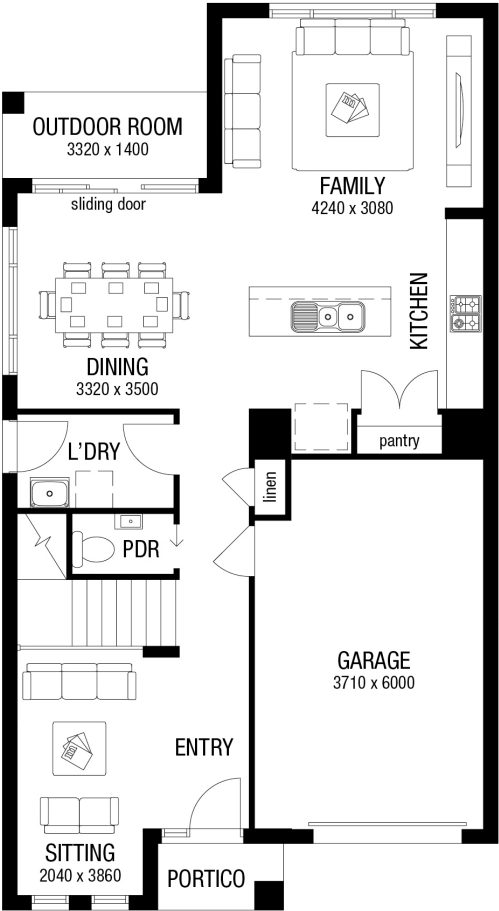 OUTDOOR ROOM
3320 x 1400
sliding door
FAMILY
4240 x 3080
DINING
3320 x 3500
KITCHEN
pantry
L'DRY
linen
PDR
GARAGE
3710 x 6000
ENTRY
SITTING
2040 x 3860
PORTICO